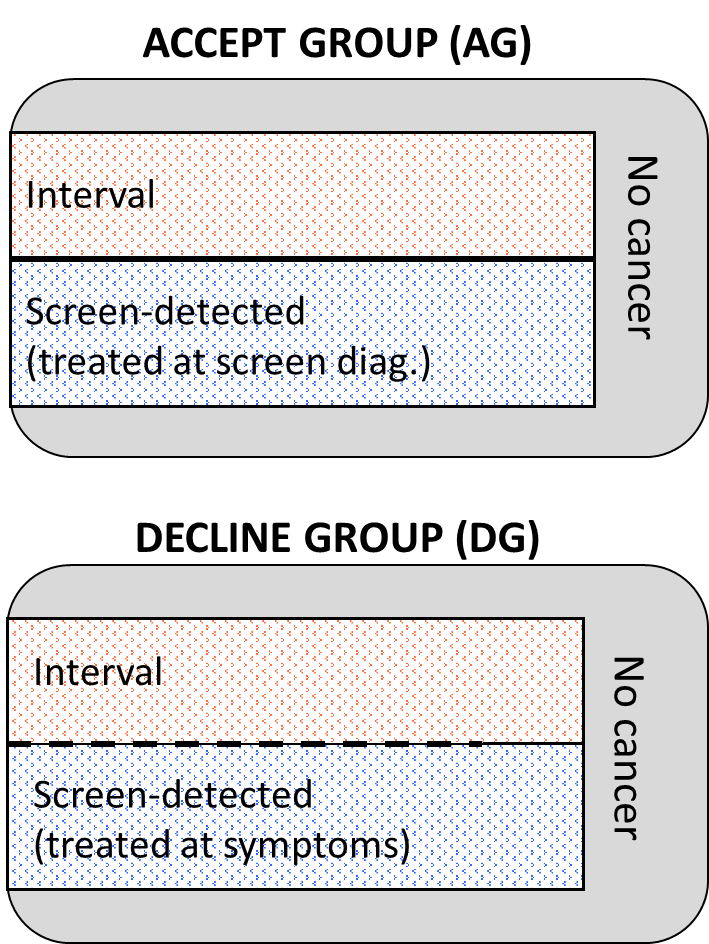 ACCEPT GROUP (AG)
Interval
No cancer
Screen-detected
(treated at screen diag.)
DECLINE GROUP (DG)
Interval
No cancer
Screen-detected
(treated at symptoms)